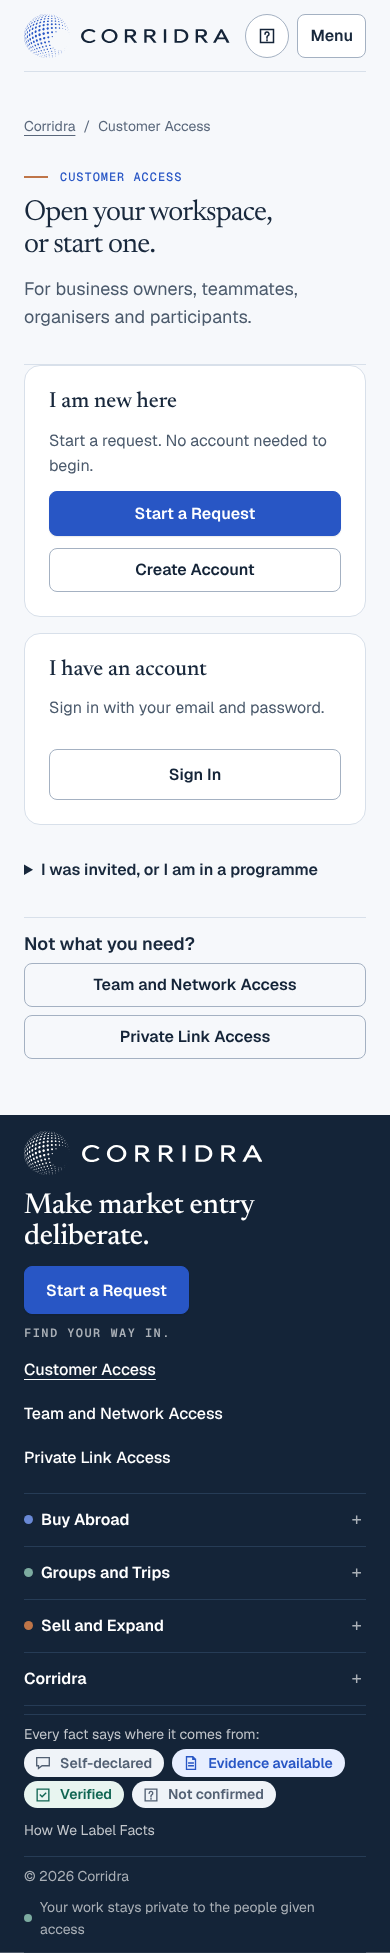 CORRIDRA
Menu
Corridra / Customer Access
CUSTOMER ACCESS
Open your workspace,
or start one.
For business owners, teammates,
organisers and participants.
I am new here
Start a request. No account needed to
begin.
Start a Request
Create Account
I have an account
Sign in with your email and password.
Sign In
I was invited, or I am in a programme
Not what you need?
Team and Network Access
Private Link Access
CORRIDRA
Make market entry
deliberate.
Start a Request
FIND YOUR WAY IN.
Customer Access
Team and Network Access
Private Link Access
Buy Abroad +
Groups and Trips +
Sell and Expand +
Corridra +
Every fact says where it comes from:
Self-declared Evidence available
Verified Not confirmed
How We Label Facts
© 2026 Corridra
Your work stays private to the people given
access